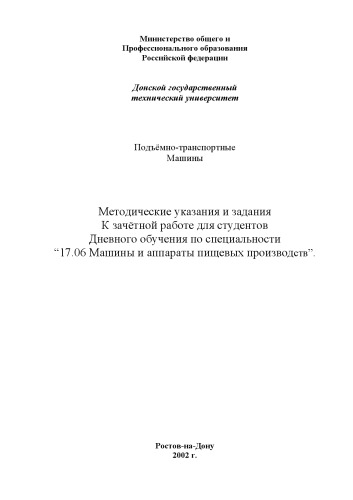 Министерство общего и
Профессионального образования
Российской федерации
Донской государственный
технический университет
Подъёмно-транспортные
Машины
Методические указания и задания
К зачётной работе для студентов
Дневного обучения по специальности
“17.06 Машины и аппараты пищевых производств”.
Ростов-на-Дону
2002 г.